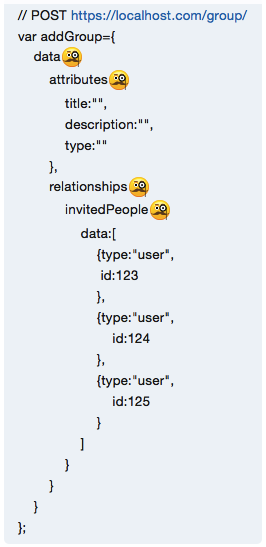 // POST https://localhost.com/group/
var addGroup={
data🧐
attributes🧐
title:"",
description:"",
type:""
},
relationships🧐
invitedPeople🧐
data:[
{type:"user",
id:123
},
{type:"user",
id:124
},
{type:"user",
id:125
}
]
}
}
}
};